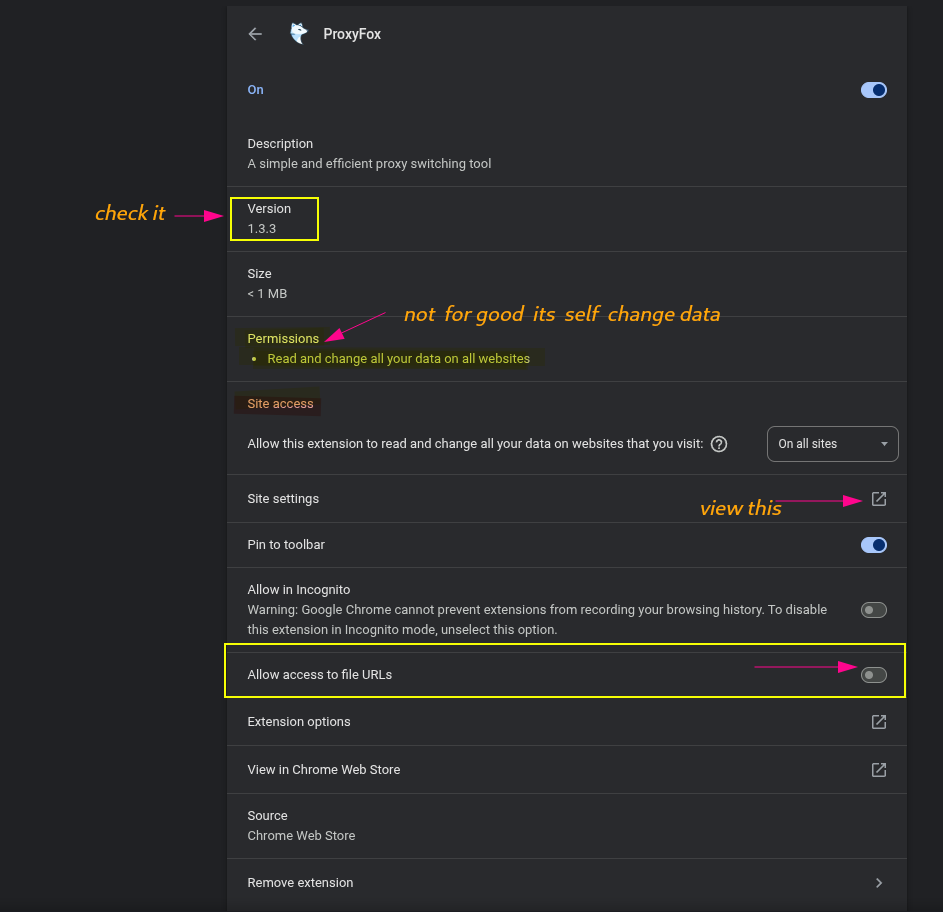 ProxyFox
On
Description
A simple and efficient proxy switching tool
check it
Version
1.3.3
Size
< 1 MB
not for good its self change data
Permissions
• Read and change all your data on all websites
Site access
Allow this extension to read and change all your data on websites that you visit:
On all sites
Site settings
view this
Pin to toolbar
Allow in Incognito
Warning: Google Chrome cannot prevent extensions from recording your browsing history. To disable
this extension in Incognito mode, unselect this option.
Allow access to file URLs
Extension options
View in Chrome Web Store
Source
Chrome Web Store
Remove extension